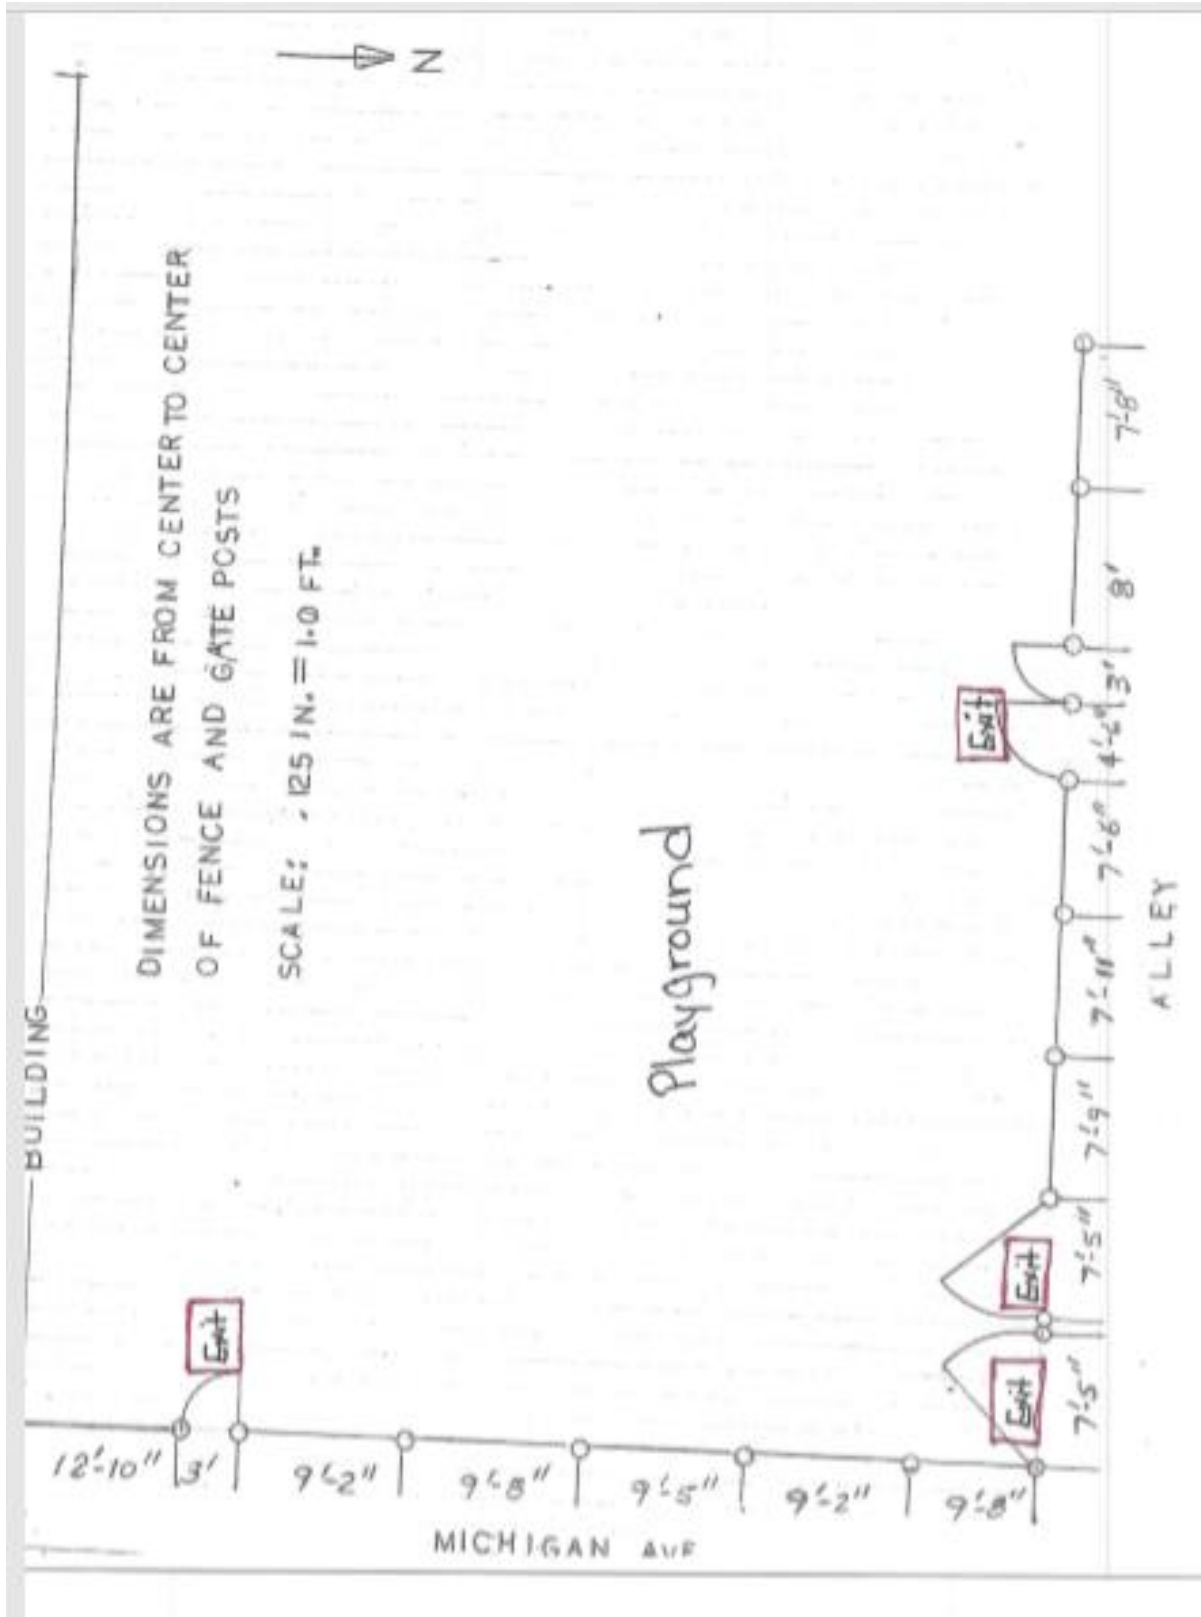 N
BUILDING
DIMENSIONS ARE FROM CENTER TO CENTER
OF FENCE AND GATE POSTS
SCALE: .125 IN. = 1.0 FT.
Playground
Exit
Exit
Exit
Exit
12'-10"
3'
9'-2"
9'-8"
9'-5"
9'-2"
9'-8"
MICHIGAN AVE
7'-5"
7'-5"
7'-9"
7'-11"
7'-6"
4'-6"
3'
8'
7'-8"
ALLEY